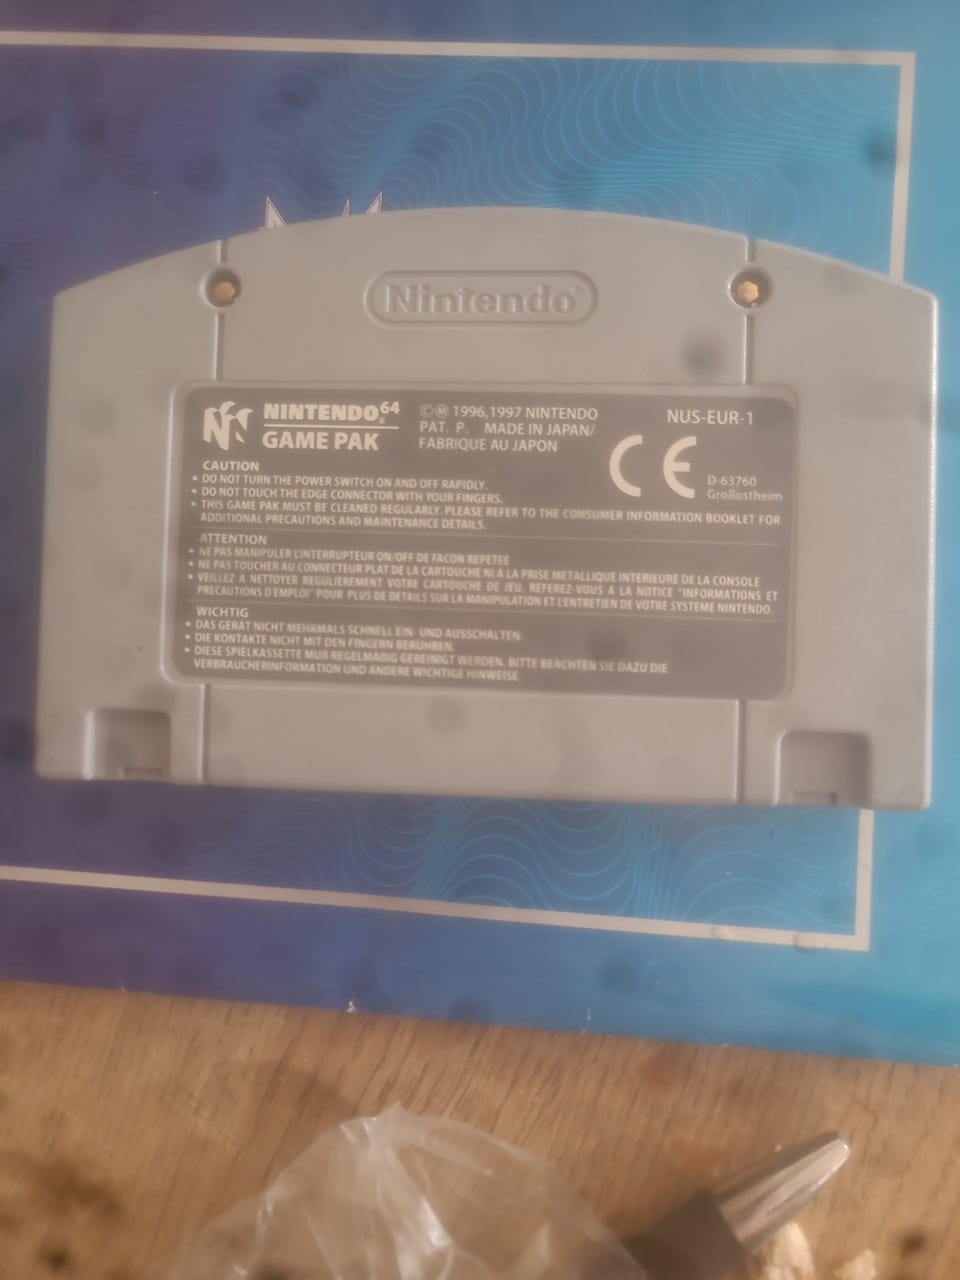 Nintendo
NINTENDO 64
GAME PAK
©Ⓜ 1996,1997 NINTENDO
PAT. P. MADE IN JAPAN/
FABRIQUE AU JAPON
NUS-EUR-1
CE
D-63760
Großostheim
CAUTION
• DO NOT TURN THE POWER SWITCH ON AND OFF RAPIDLY.
• DO NOT TOUCH THE EDGE CONNECTOR WITH YOUR FINGERS.
• THIS GAME PAK MUST BE CLEANED REGULARLY. PLEASE REFER TO THE CONSUMER INFORMATION BOOKLET FOR
ADDITIONAL PRECAUTIONS AND MAINTENANCE DETAILS.
ATTENTION
• NE PAS MANIPULER L'INTERRUPTEUR ON/OFF DE FACON REPETEE
• NE PAS TOUCHER AU CONNECTEUR PLAT DE LA CARTOUCHE NI A LA PRISE METALLIQUE INTERIEURE DE LA CONSOLE
• VEILLEZ A NETTOYER REGULIEREMENT VOTRE CARTOUCHE DE JEU. REFEREZ-VOUS A LA NOTICE "INFORMATIONS ET
PRECAUTIONS D'EMPLOI" POUR PLUS DE DETAILS SUR LA MANIPULATION ET L'ENTRETIEN DE VOTRE SYSTEME NINTENDO.
WICHTIG
• DAS GERÄT NICHT MEHRMALS SCHNELL EIN- UND AUSSCHALTEN.
• DIE KONTAKTE NICHT MIT DEN FINGERN BERÜHREN.
• DIESE SPIELKASSETTE MUß REGELMÄßIG GEREINIGT WERDEN. BITTE BEACHTEN SIE DAZU DIE
VERBRAUCHERINFORMATION UND ANDERE WICHTIGE HINWEISE.